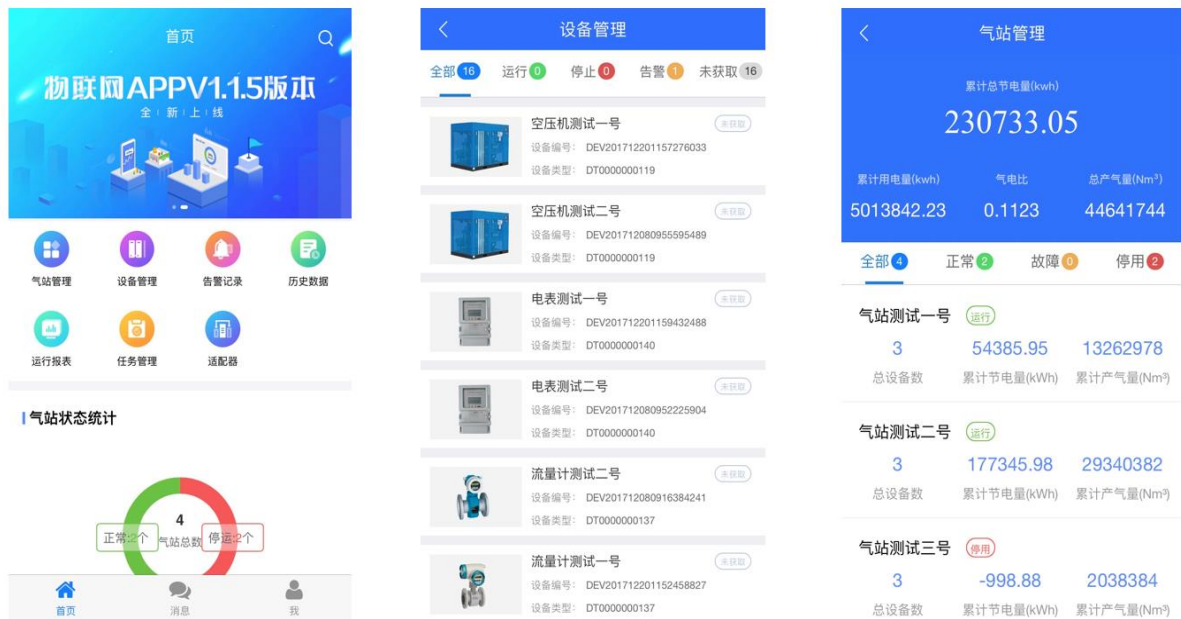 首页
物联网APPV1.1.5版本
全 新 上 线
气站管理
设备管理
告警记录
历史数据
运行报表
任务管理
适配器
气站状态统计
4
气站总数
正常:2个
停运:2个
首页
消息
我
设备管理
全部 16 运行 0 停止 0 告警 1 未获取 16
空压机测试一号 未获取
设备编号: DEV201712201157276033
设备类型: DT0000000119
空压机测试二号 未获取
设备编号: DEV201712080955595489
设备类型: DT0000000119
电表测试一号 未获取
设备编号: DEV201712201159432488
设备类型: DT0000000140
电表测试二号 未获取
设备编号: DEV201712080952225904
设备类型: DT0000000140
流量计测试二号 未获取
设备编号: DEV201712080916384241
设备类型: DT0000000137
流量计测试一号 未获取
设备编号: DEV201712201152458827
设备类型: DT0000000137
气站管理
累计总节电量(kwh)
230733.05
累计用电量(kwh) 气电比 总产气量(Nm³)
5013842.23 0.1123 44641744
全部 4 正常 2 故障 0 停用 2
气站测试一号 运行
3 54385.95 13262978
总设备数 累计节电量(kWh) 累计产气量(Nm³)
气站测试二号 运行
3 177345.98 29340382
总设备数 累计节电量(kWh) 累计产气量(Nm³)
气站测试三号 停用
3 -998.88 2038384
总设备数 累计节电量(kWh) 累计产气量(Nm³)